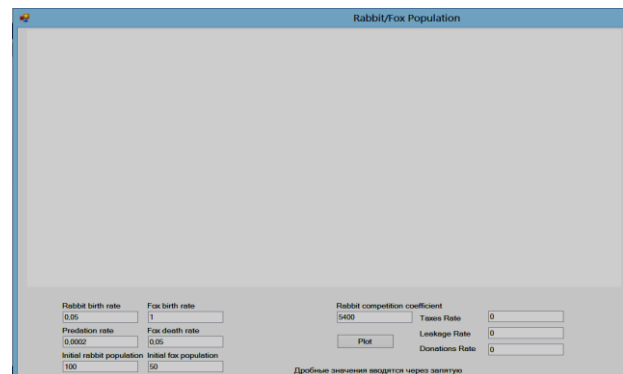 Rabbit/Fox Population
Rabbit birth rate
0,05
Fox birth rate
1
Predation rate
0,0002
Fox death rate
0,05
Initial rabbit population
100
Initial fox population
50
Rabbit competition coefficient
5400
Plot
Taxes Rate
0
Leakage Rate
0
Donations Rate
0
Дробные значения вводятся через запятую